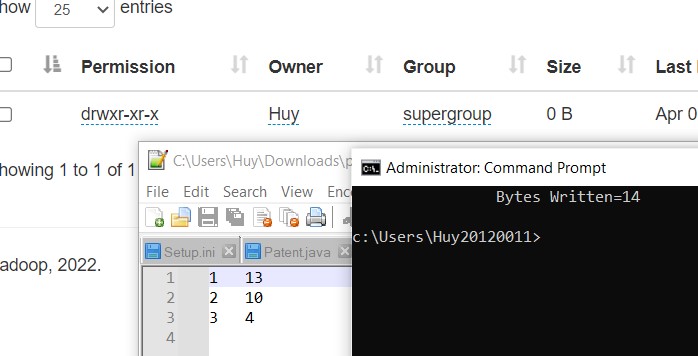 how 25 entries
Permission Owner Group Size Last
drwxr-xr-x Huy supergroup 0 B Apr 0
howing 1 to 1 of 1
adoop, 2022.
C:\Users\Huy\Downloads\p
File Edit Search View Enc
Setup.ini Patent.java
1 1 13
2 2 10
3 3 4
4
Administrator: Command Prompt
Bytes Written=14
c:\Users\Huy20120011>